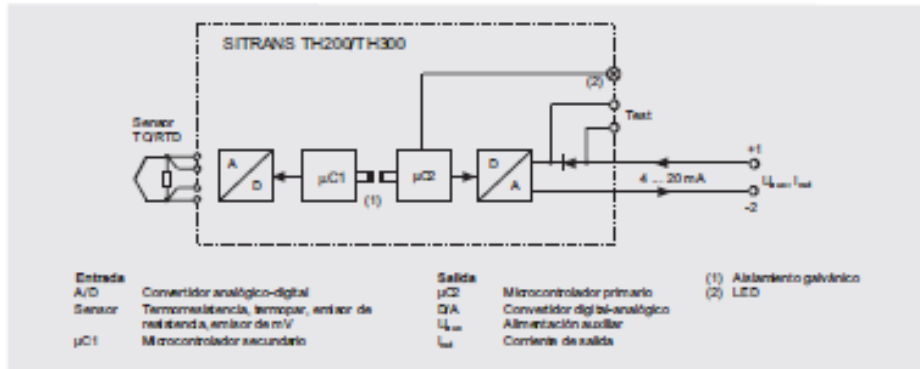 SITRANS TH200/TH300
(2)
Test
Sensor
TC/RTD
A
D
µC1
(1)
µC2
D
A
+1
4 ... 20 mA
-2
Entrada
A/D Convertidor analógico-digital
Sensor Termorresistencia, termopar, emisor de
resistencia, emisor de mV
µC1 Microcontrolador secundario
Salida
µC2 Microcontrolador primario
D/A Convertidor digital-analógico
Alimentación auxiliar
Corriente de salida
(1) Aislamiento galvánico
(2) LED